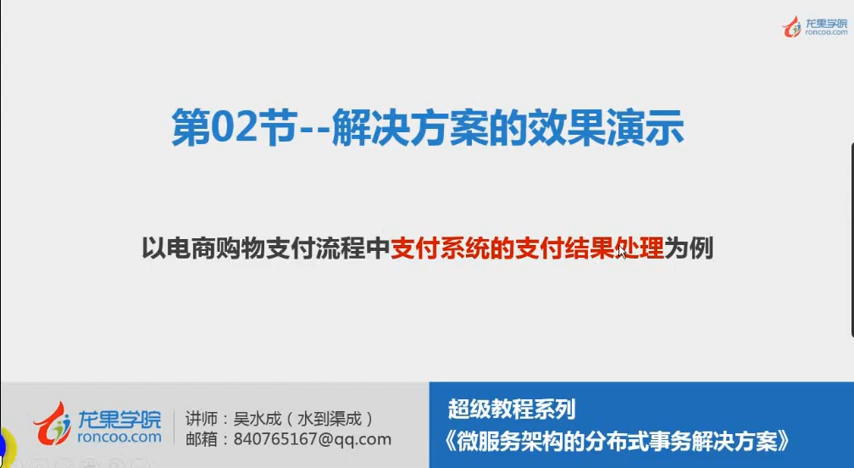 龙果学院
roncoo.com
第02节--解决方案的效果演示
以电商购物支付流程中支付系统的支付结果处理为例
龙果学院
roncoo.com
讲师：吴水成（水到渠成）
邮箱：840765167@qq.com
超级教程系列
《微服务架构的分布式事务解决方案》